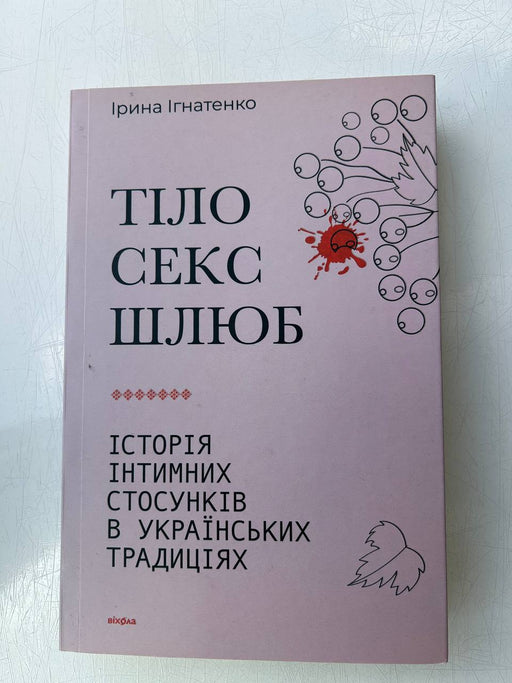 Ірина Ігнатенко
ТІЛО
СЕКС
ШЛЮБ
ІСТОРІЯ
ІНТИМНИХ
СТОСУНКІВ
В УКРАЇНСЬКИХ
ТРАДИЦІЯХ
віхола